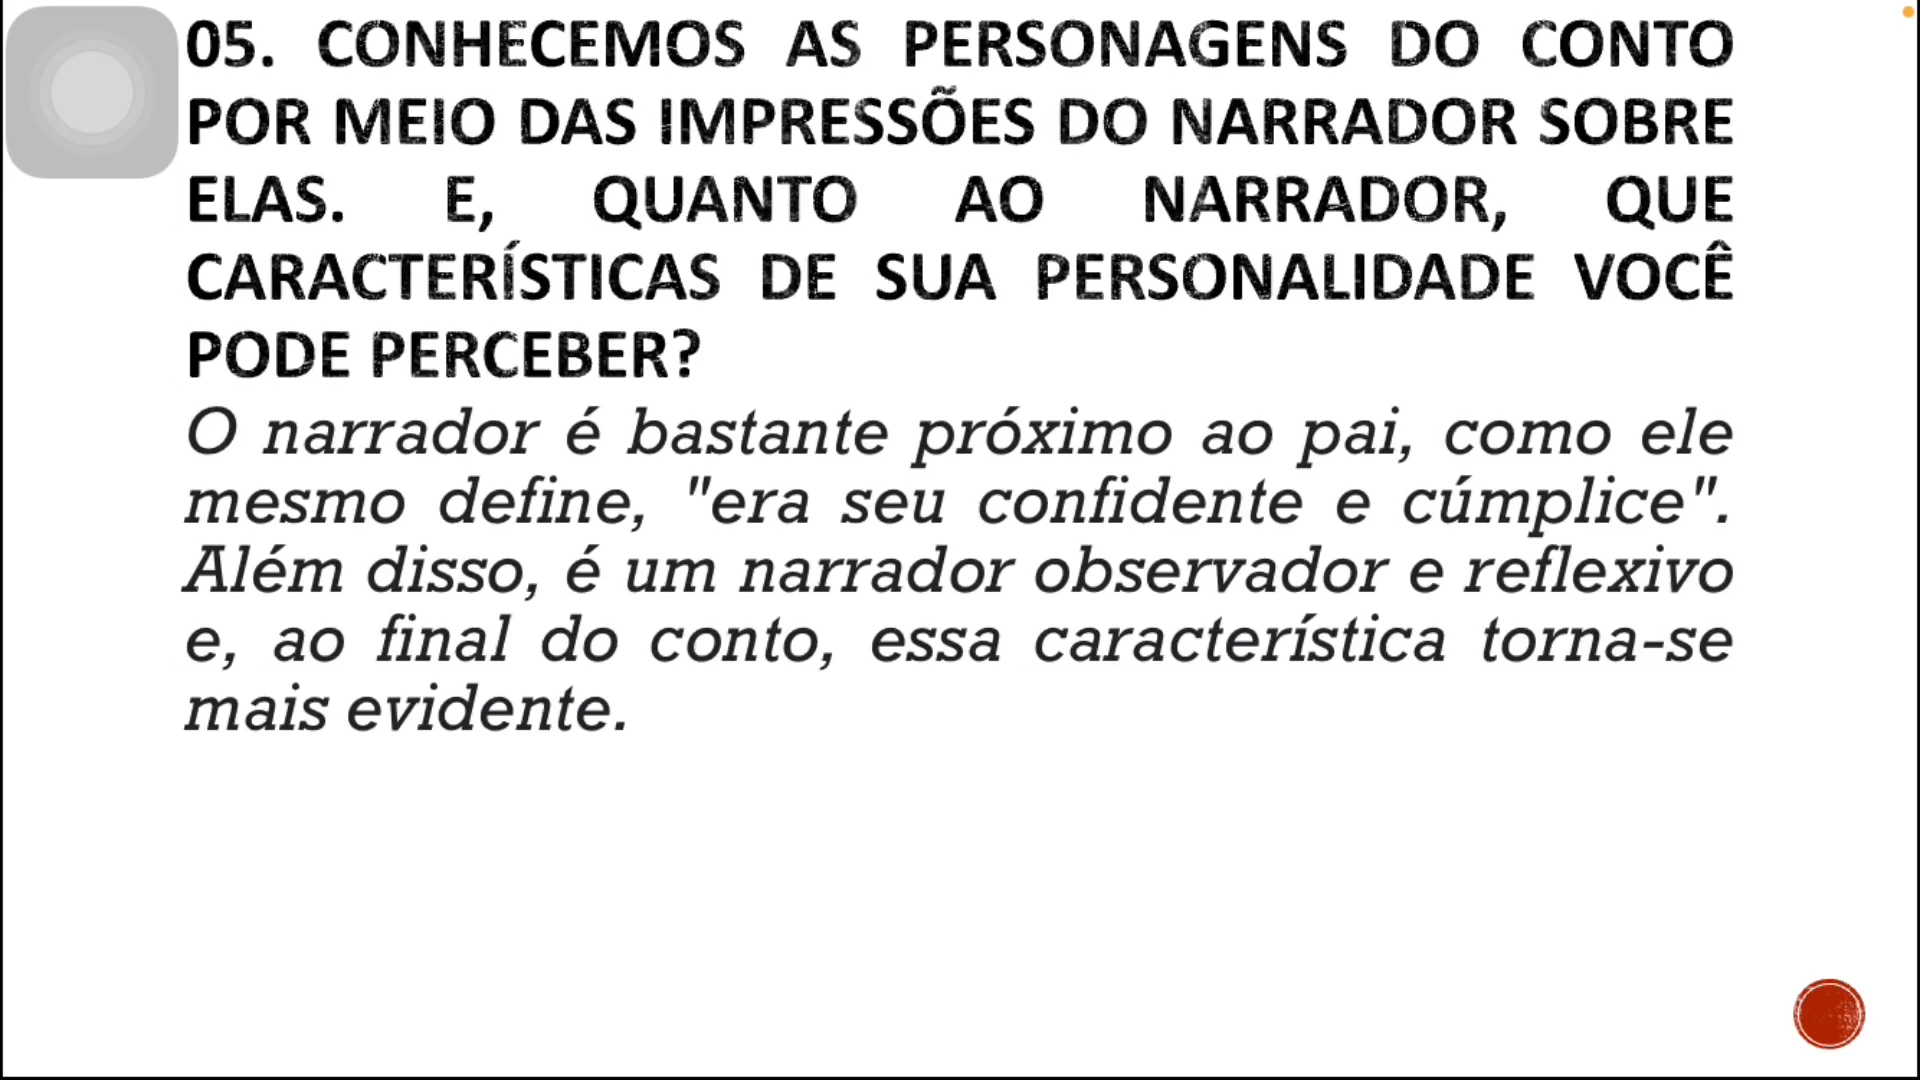 05. CONHECEMOS AS PERSONAGENS DO CONTO
POR MEIO DAS IMPRESSÕES DO NARRADOR SOBRE
ELAS. E, QUANTO AO NARRADOR, QUE
CARACTERÍSTICAS DE SUA PERSONALIDADE VOCÊ
PODE PERCEBER?
O narrador é bastante próximo ao pai, como ele
mesmo define, "era seu confidente e cúmplice".
Além disso, é um narrador observador e reflexivo
e, ao final do conto, essa característica torna-se
mais evidente.